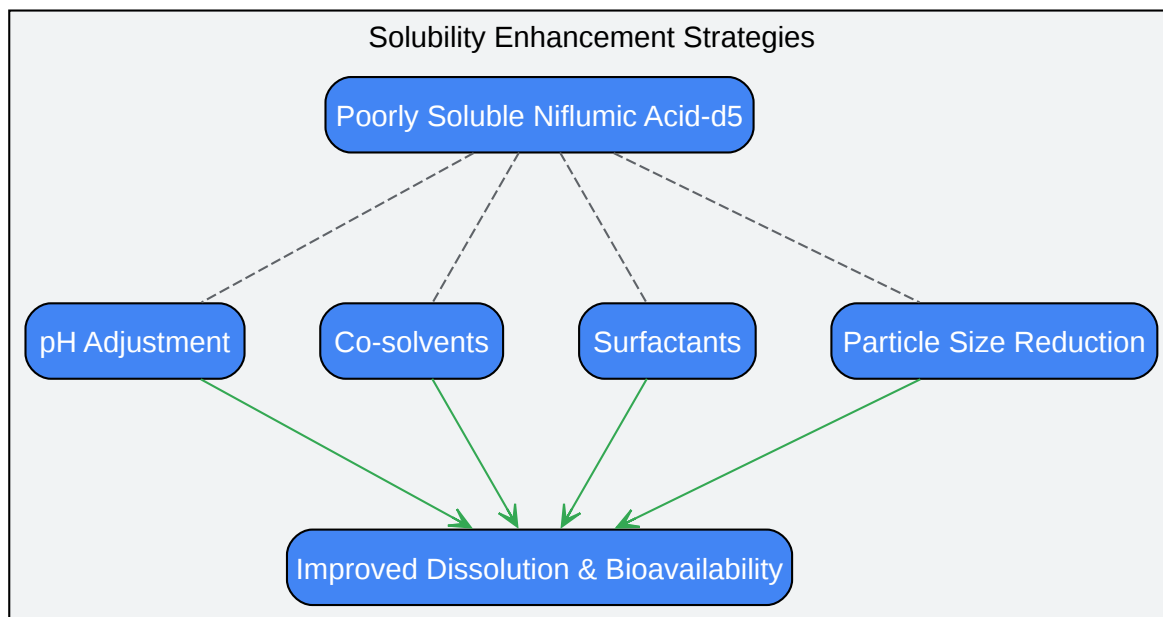 Solubility Enhancement Strategies
Poorly Soluble Niflumic Acid-d5
pH Adjustment
Co-solvents
Surfactants
Particle Size Reduction
Improved Dissolution & Bioavailability